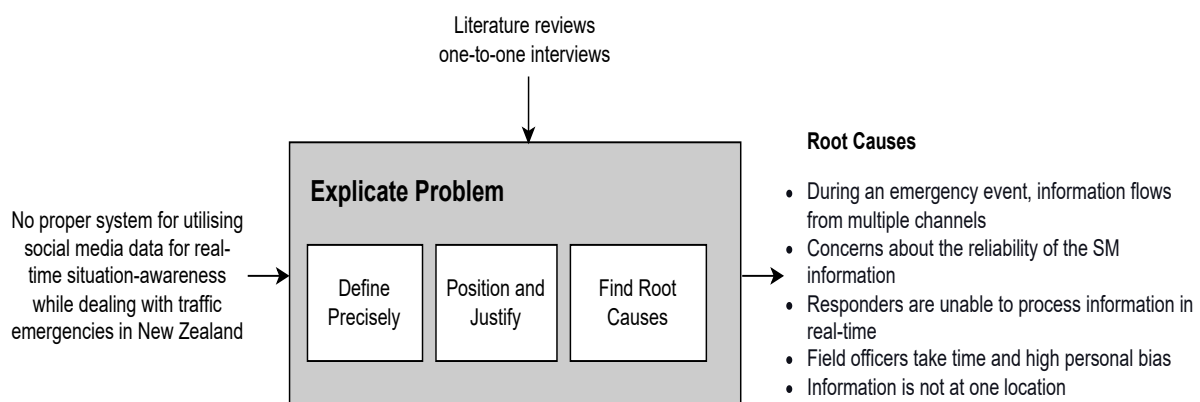 Literature reviews
one-to-one interviews
No proper system for utilising
social media data for real-
time situation-awareness
while dealing with traffic
emergencies in New Zealand
Explicate Problem
Define
Precisely
Position and
Justify
Find Root
Causes
Root Causes
• During an emergency event, information flows
from multiple channels
• Concerns about the reliability of the SM
information
• Responders are unable to process information in
real-time
• Field officers take time and high personal bias
• Information is not at one location